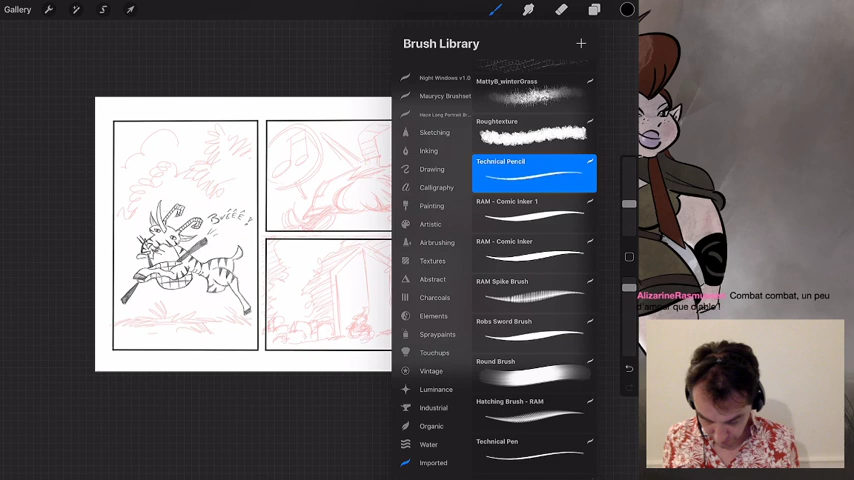 Gallery
Brush Library
Night Windows v1.0
Maurycy Brushset
Haze Long Portrait Br...
Sketching
Inking
Drawing
Calligraphy
Painting
Artistic
Airbrushing
Textures
Abstract
Charcoals
Elements
Spraypaints
Touchups
Vintage
Luminance
Industrial
Organic
Water
Imported
MattyB_winterGrass
Roughtexture
Technical Pencil
RAM - Comic Inker 1
RAM - Comic Inker
RAM Spike Brush
Robs Sword Brush
Round Brush
Hatching Brush - RAM
Technical Pen
BÊÊÊÊ!
Combat combat, un peu
d'amour que diable !